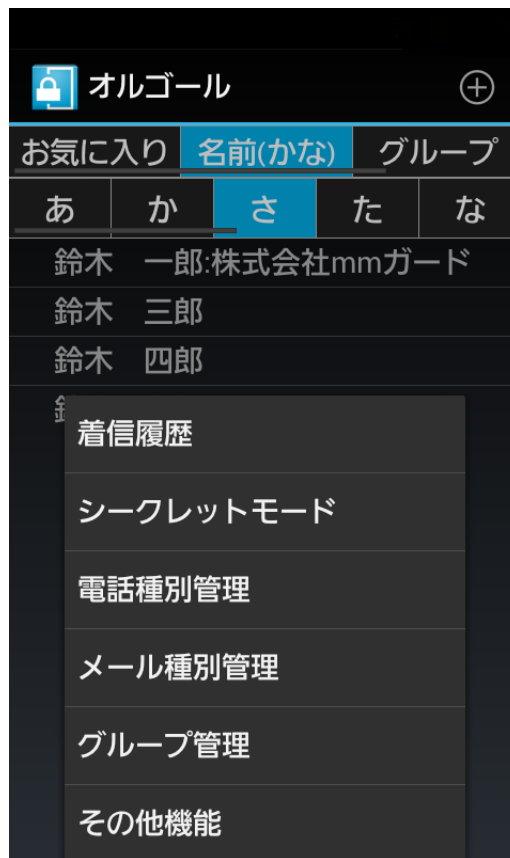 オルゴール
お気に入り 名前(かな) グループ
あ か さ た な
鈴木　一郎:株式会社mmガード
鈴木　三郎
鈴木　四郎
着信履歴
シークレットモード
電話種別管理
メール種別管理
グループ管理
その他機能